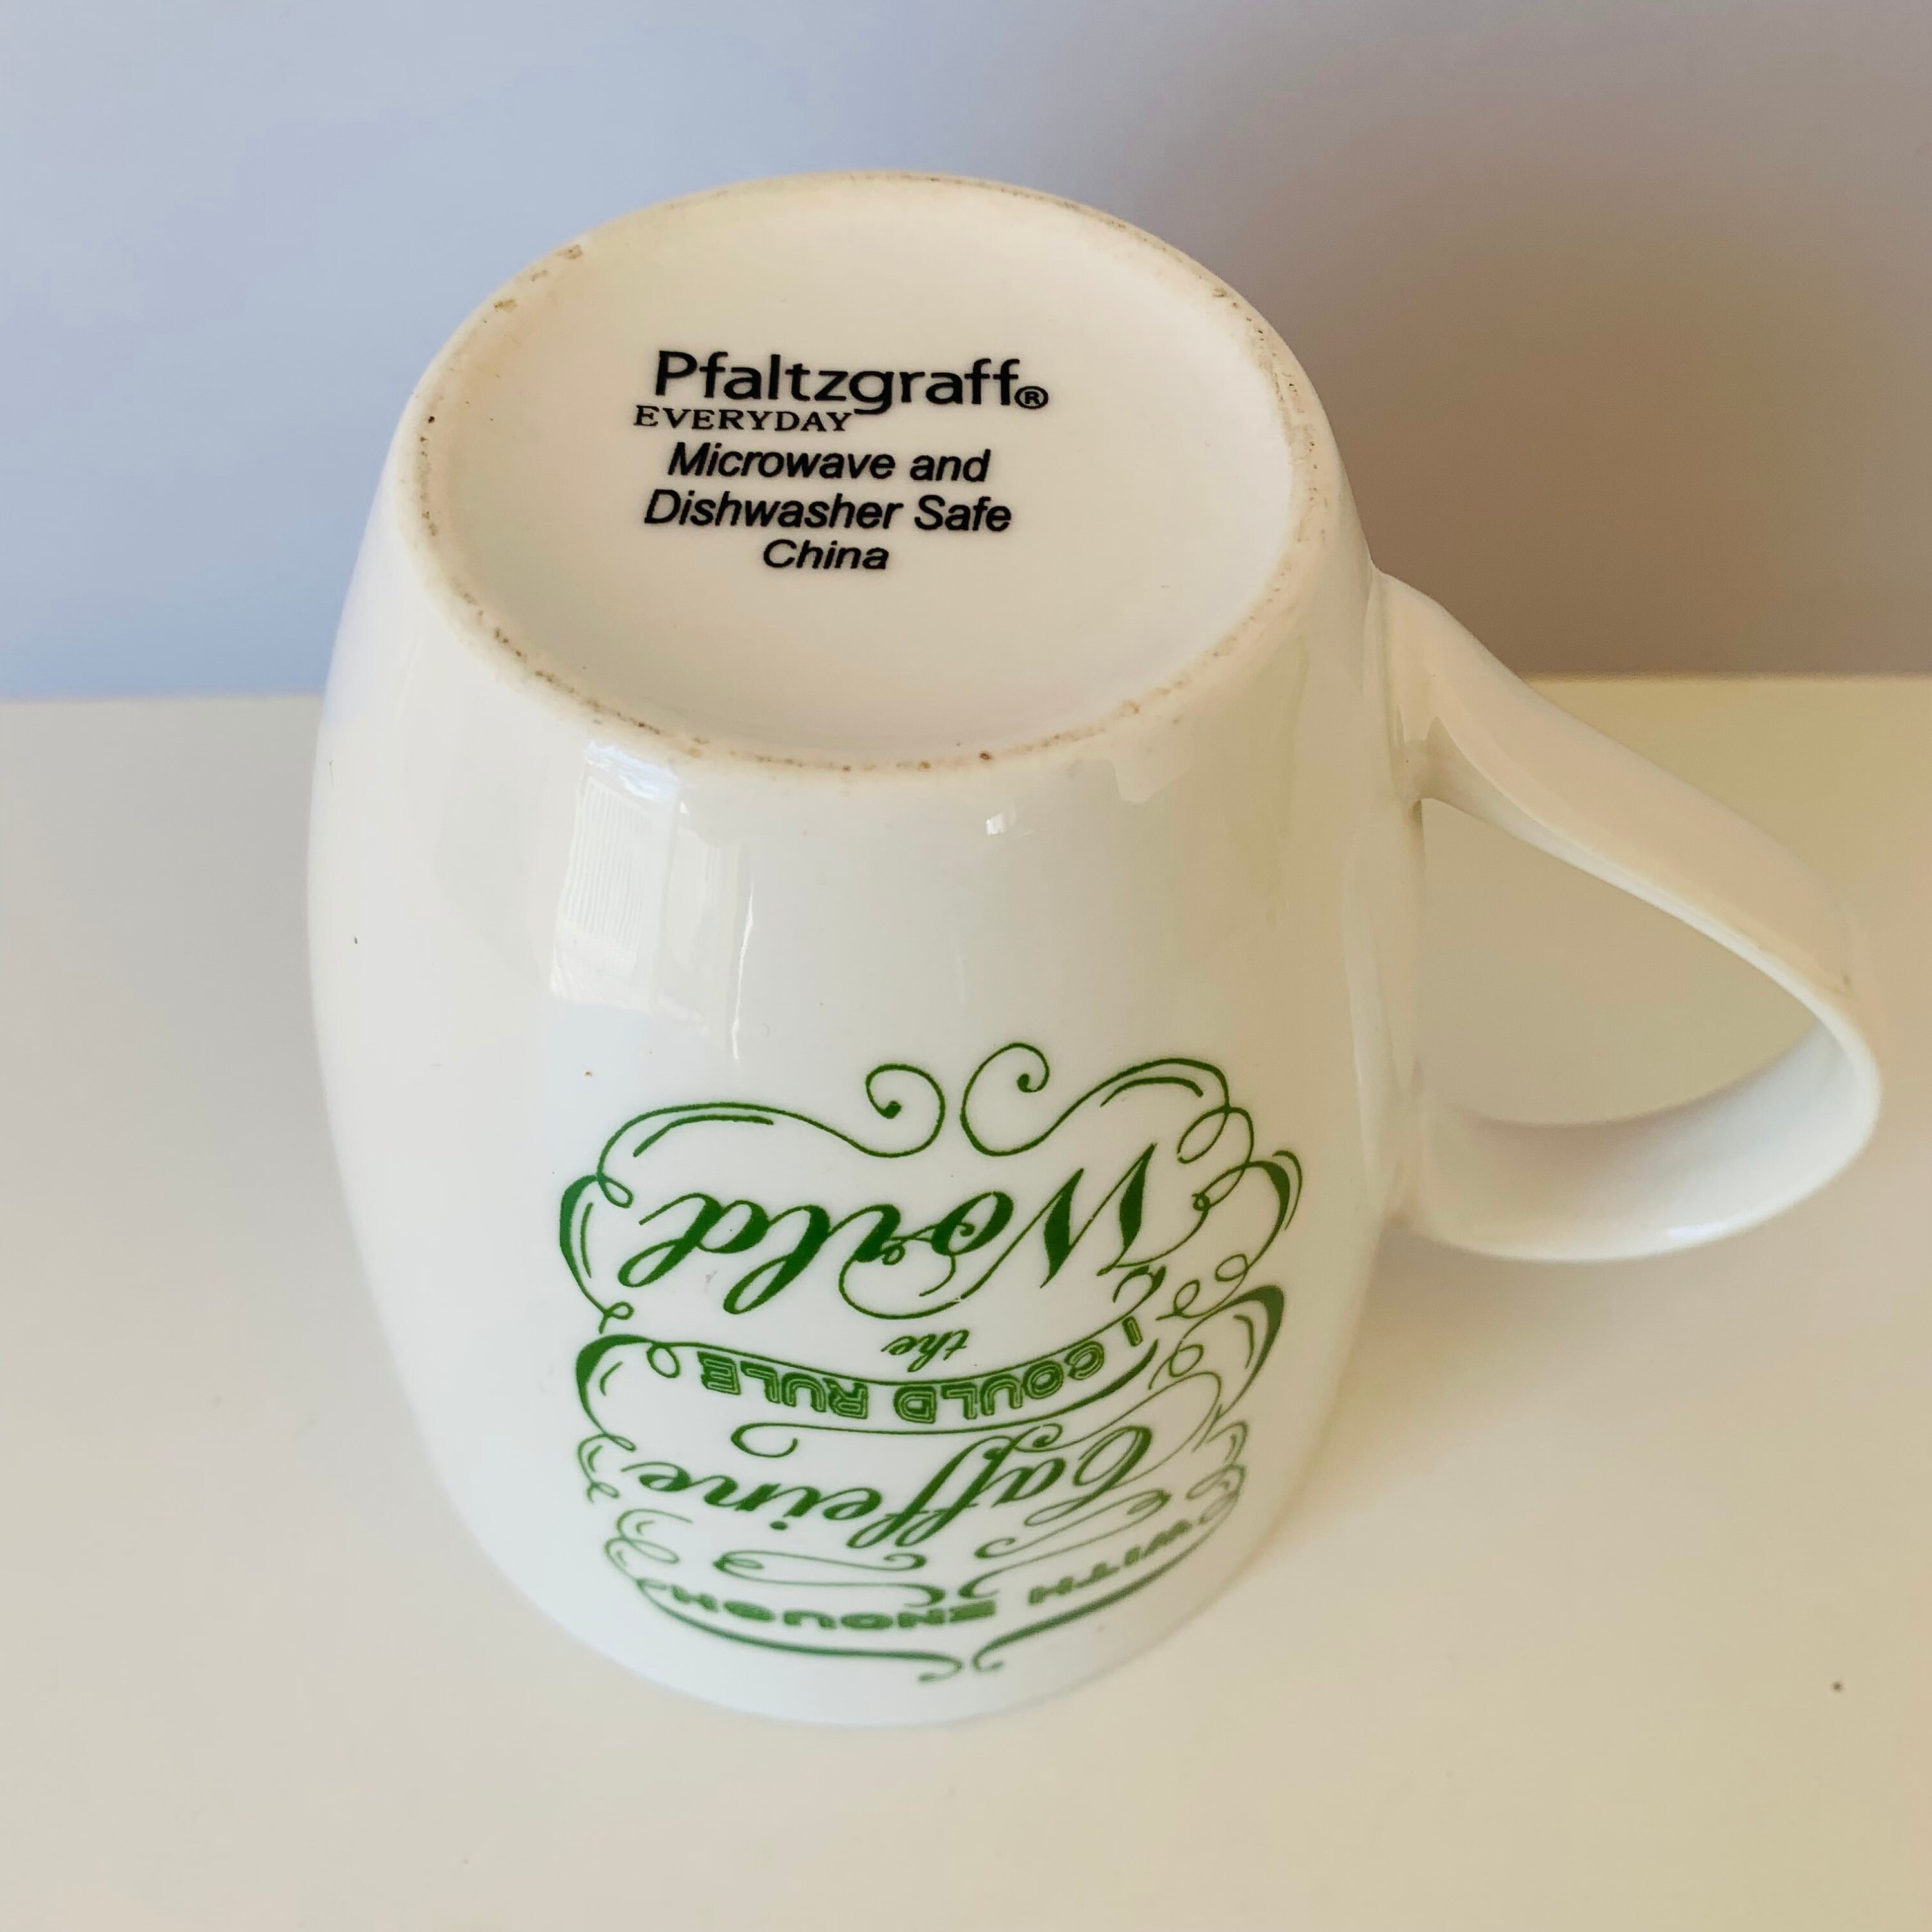 Pfaltzgraff®
EVERYDAY
Microwave and
Dishwasher Safe
China
WITH ENOUGH
Caffeine
I COULD RULE
the
World